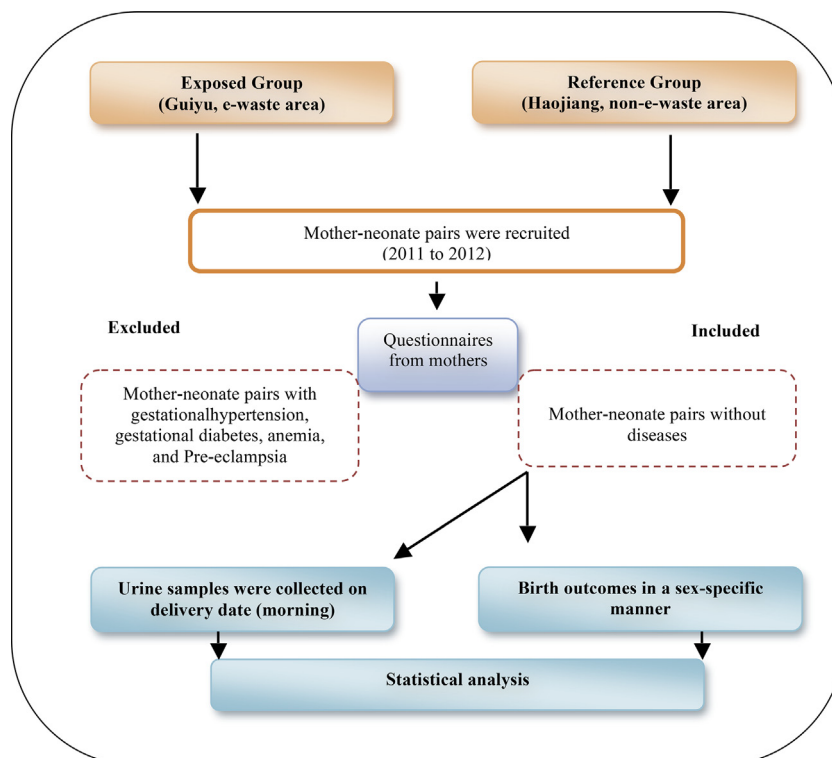 Exposed Group
(Guiyu, e-waste area)
Reference Group
(Haojiang, non-e-waste area)
Mother-neonate pairs were recruited
(2011 to 2012)
Excluded
Questionnaires
from mothers
Included
Mother-neonate pairs with
gestationalhypertension,
gestational diabetes, anemia,
and Pre-eclampsia
Mother-neonate pairs without
diseases
Urine samples were collected on
delivery date (morning)
Birth outcomes in a sex-specific
manner
Statistical analysis